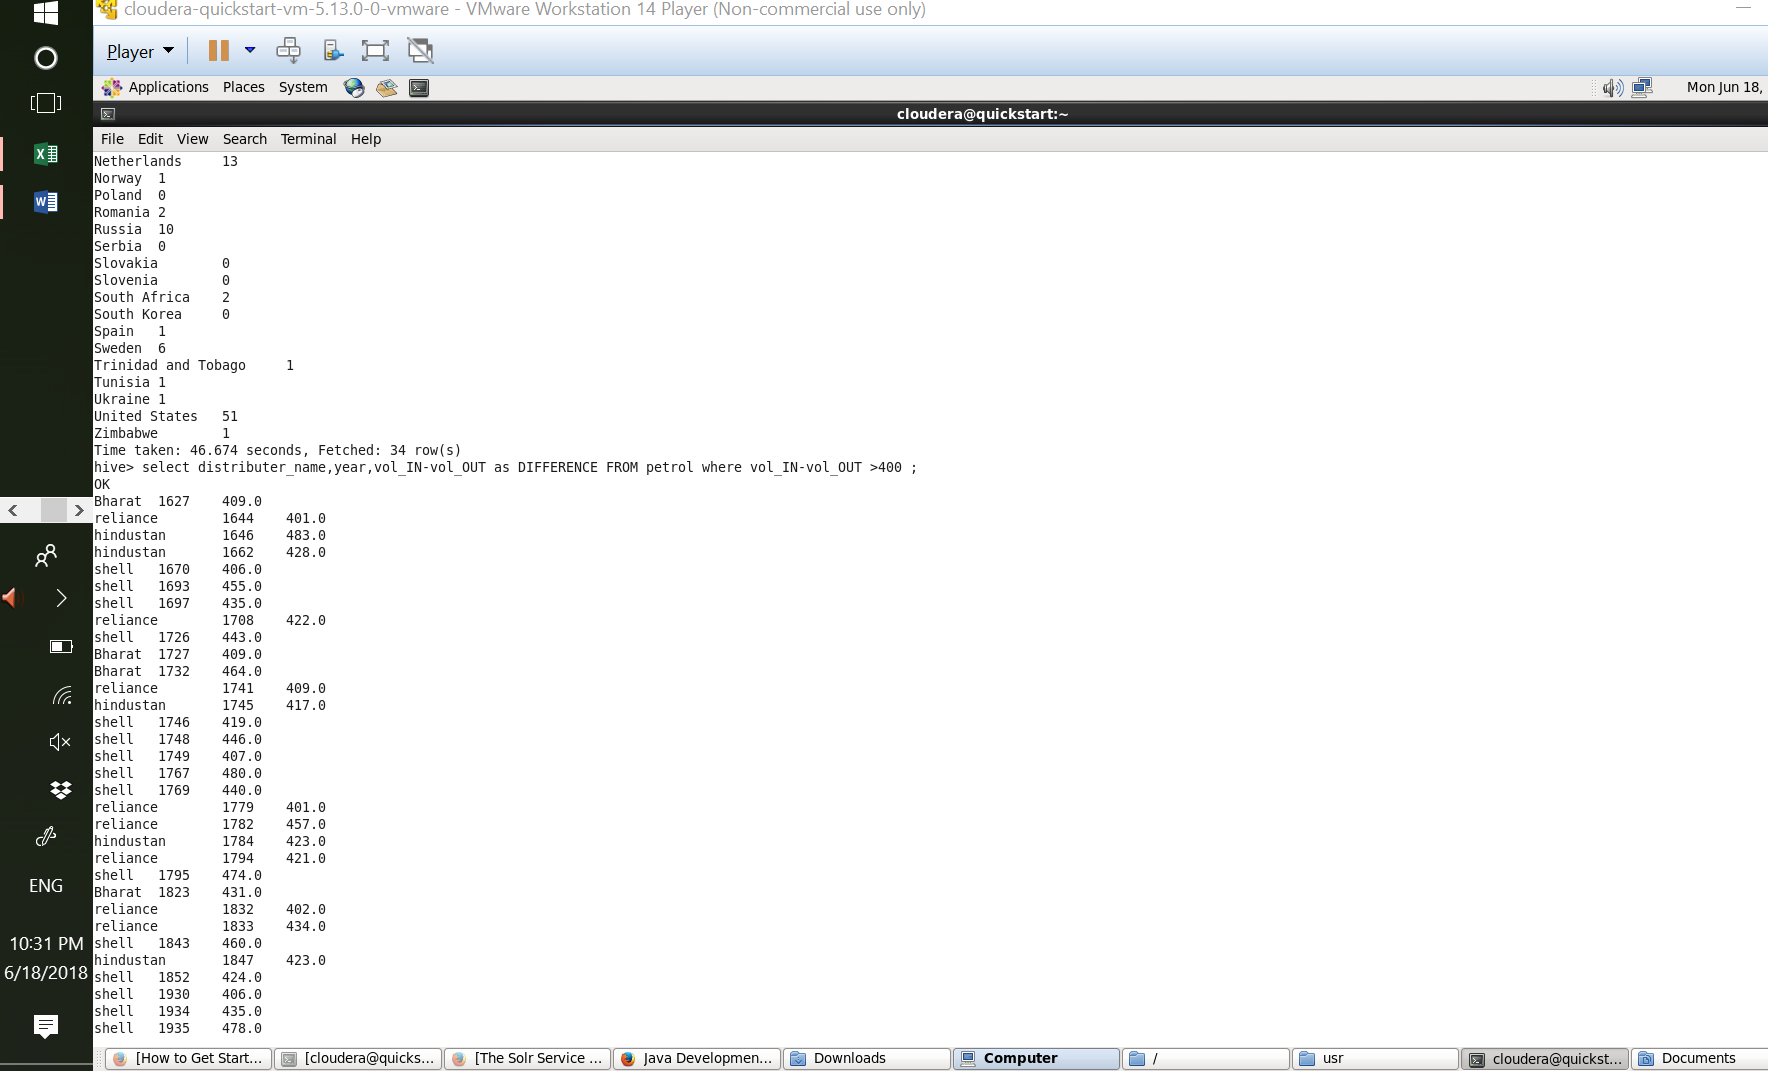 cloudera-quickstart-vm-5.13.0-0-vmware - VMware Workstation 14 Player (Non-commercial use only)
Player
Applications Places System
Mon Jun 18,
cloudera@quickstart:~
File Edit View Search Terminal Help
Netherlands 13
Norway 1
Poland 0
Romania 2
Russia 10
Serbia 0
Slovakia 0
Slovenia 0
South Africa 2
South Korea 0
Spain 1
Sweden 6
Trinidad and Tobago 1
Tunisia 1
Ukraine 1
United States 51
Zimbabwe 1
Time taken: 46.674 seconds, Fetched: 34 row(s)
hive> select distributer_name,year,vol_IN-vol_OUT as DIFFERENCE FROM petrol where vol_IN-vol_OUT >400 ;
OK
Bharat 1627 409.0
reliance 1644 401.0
hindustan 1646 483.0
hindustan 1662 428.0
shell 1670 406.0
shell 1693 455.0
shell 1697 435.0
reliance 1708 422.0
shell 1726 443.0
Bharat 1727 409.0
Bharat 1732 464.0
reliance 1741 409.0
hindustan 1745 417.0
shell 1746 419.0
shell 1748 446.0
shell 1749 407.0
shell 1767 480.0
shell 1769 440.0
reliance 1779 401.0
reliance 1782 457.0
hindustan 1784 423.0
reliance 1794 421.0
shell 1795 474.0
Bharat 1823 431.0
reliance 1832 402.0
reliance 1833 434.0
shell 1843 460.0
hindustan 1847 423.0
shell 1852 424.0
shell 1930 406.0
shell 1934 435.0
shell 1935 478.0
ENG
10:31 PM
6/18/2018
[How to Get Start... [cloudera@quicks... [The Solr Service ... Java Developmen... Downloads Computer / usr cloudera@quickst... Documents